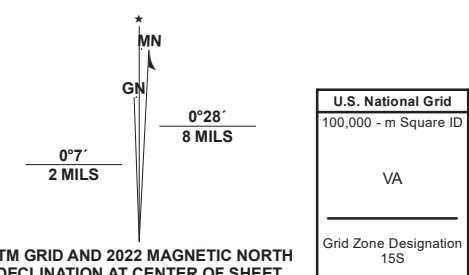 ★
MN
GN
0°28´
8 MILS
0°7´
2 MILS
TM GRID AND 2022 MAGNETIC NORTH
DECLINATION AT CENTER OF SHEET
U.S. National Grid
100,000 - m Square ID
VA
Grid Zone Designation
15S